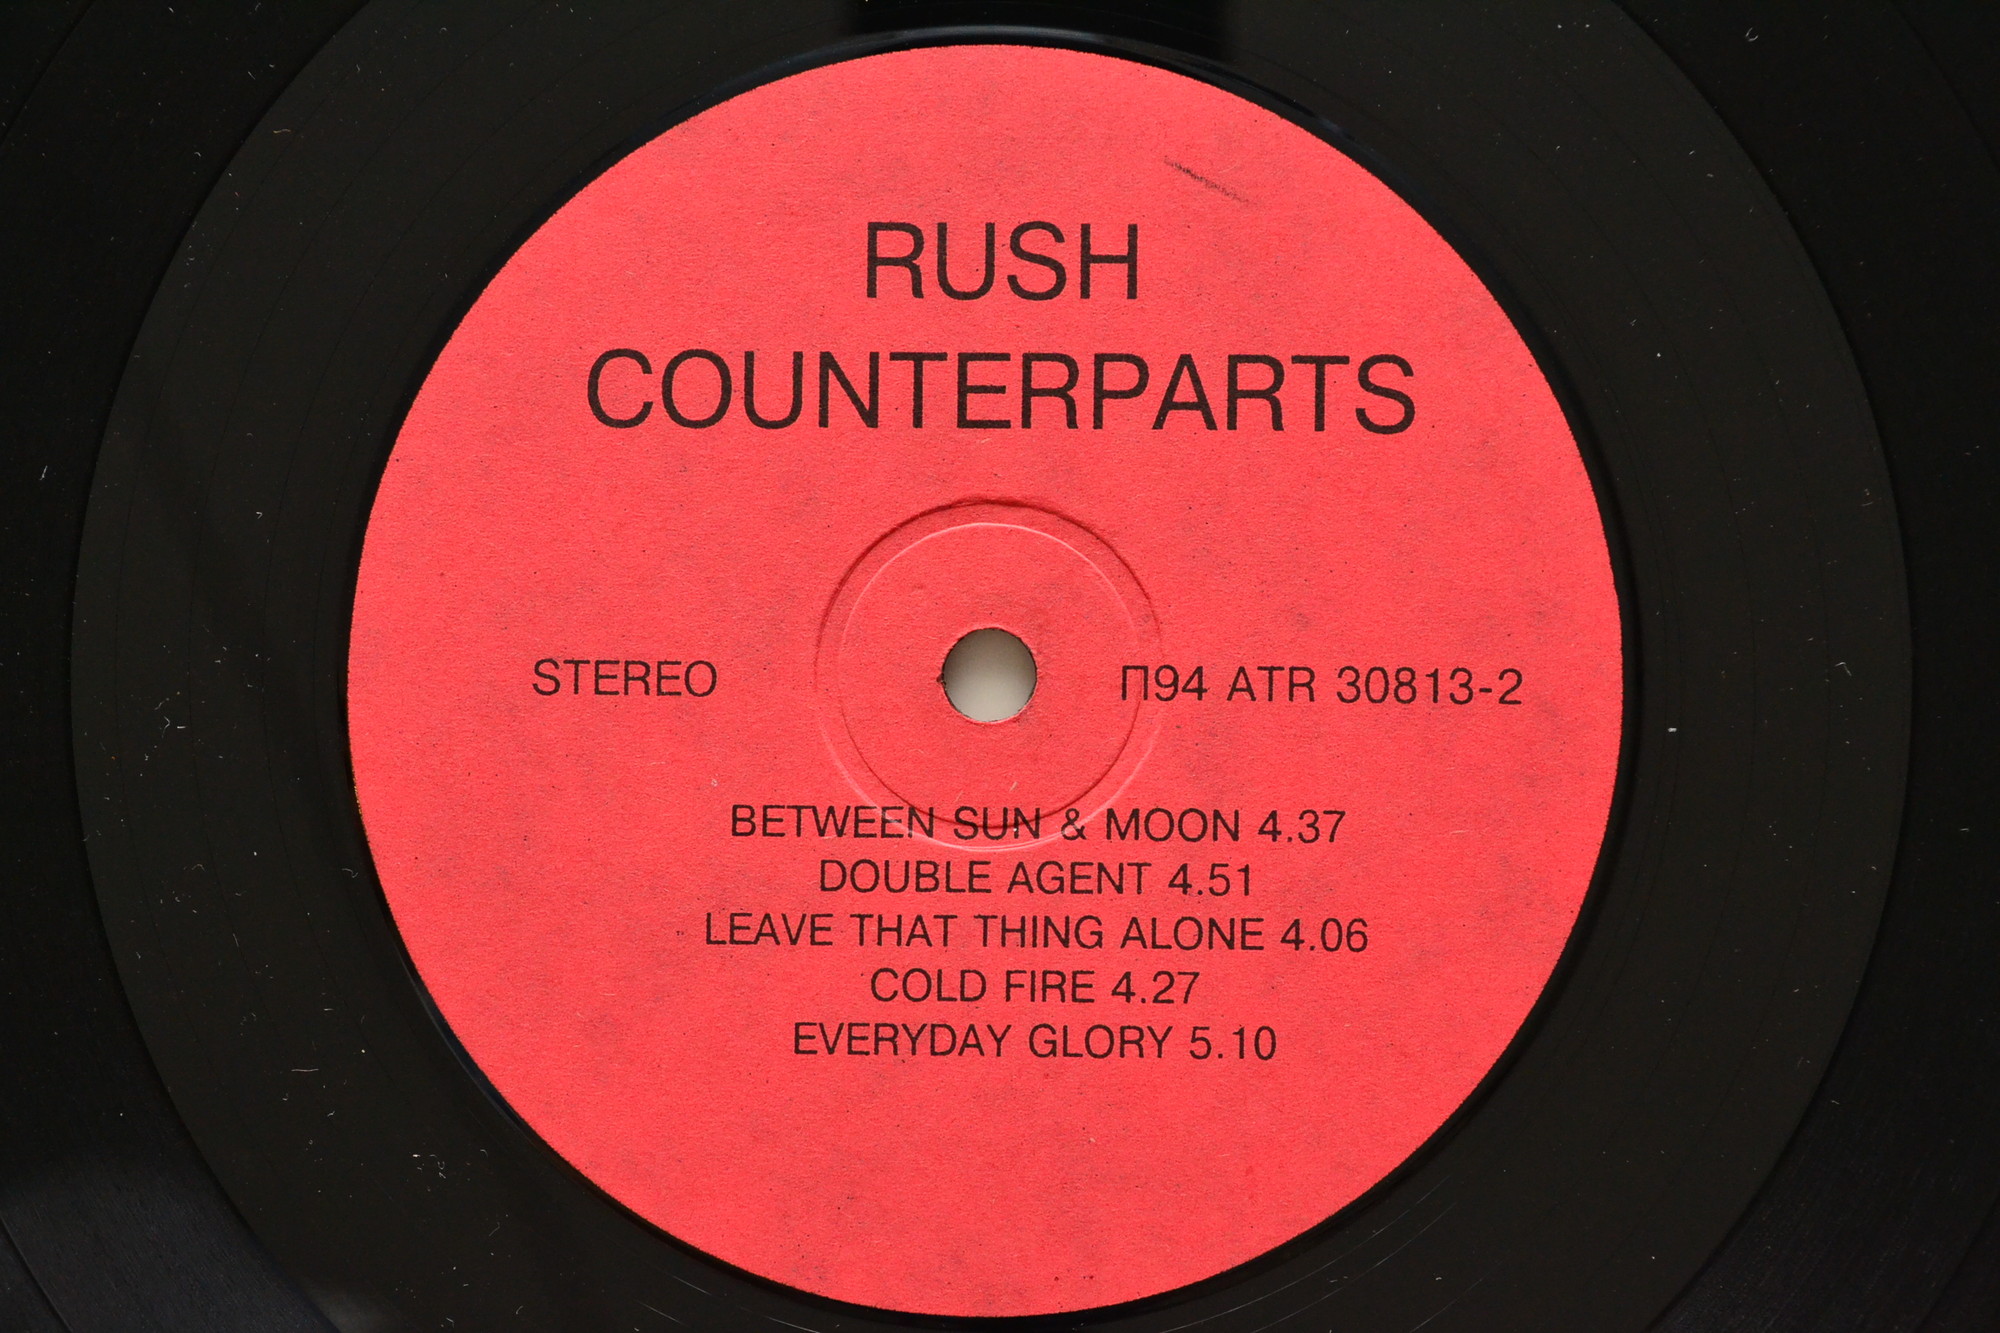 RUSH
COUNTERPARTS
STEREO
П94 ATR 30813-2
BETWEEN SUN & MOON 4.37
DOUBLE AGENT 4.51
LEAVE THAT THING ALONE 4.06
COLD FIRE 4.27
EVERYDAY GLORY 5.10